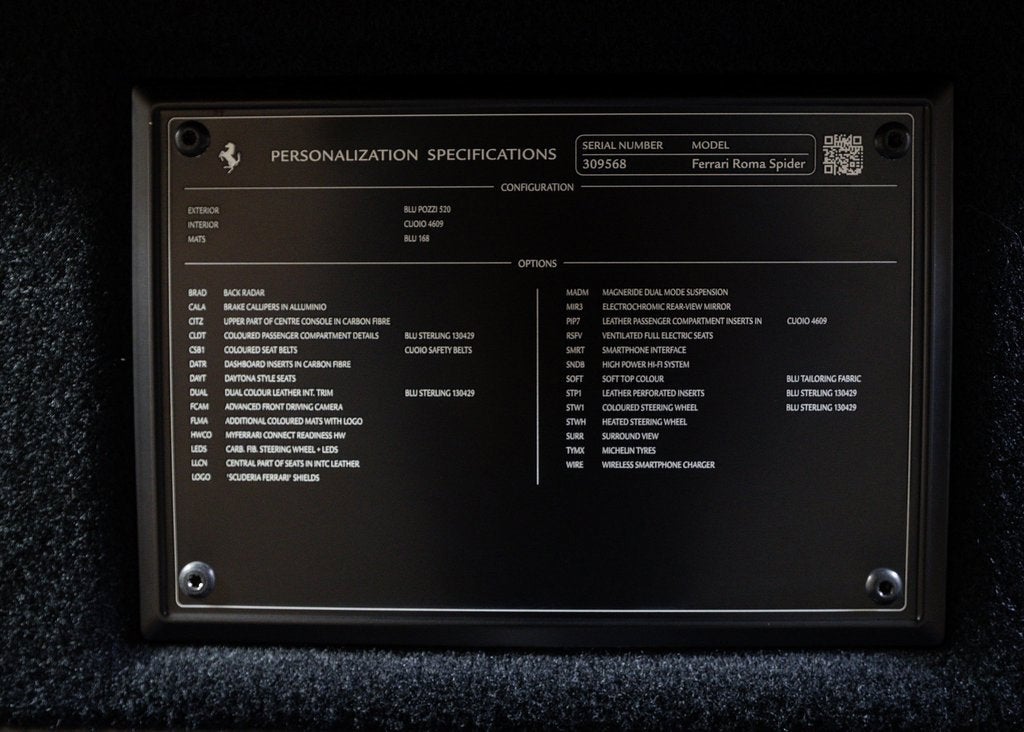 PERSONALIZATION SPECIFICATIONS
SERIAL NUMBER MODEL
309568 Ferrari Roma Spider
CONFIGURATION
EXTERIOR BLU POZZI 520
INTERIOR CUOIO 4609
MATS BLU 168
OPTIONS
BRAD BACK RADAR
CALA BRAKE CALLIPERS IN ALLUMINIO
CITZ UPPER PART OF CENTRE CONSOLE IN CARBON FIBRE
CLDT COLOURED PASSENGER COMPARTMENT DETAILS BLU STERLING 130429
CSB1 COLOURED SEAT BELTS CUOIO SAFETY BELTS
DATR DASHBOARD INSERTS IN CARBON FIBRE
DAYT DAYTONA STYLE SEATS
DUAL DUAL COLOUR LEATHER INT. TRIM BLU STERLING 130429
FCAM ADVANCED FRONT DRIVING CAMERA
FLMA ADDITIONAL COLOURED MATS WITH LOGO
HWCO MYFERRARI CONNECT READINESS HW
LEDS CARB. FIB. STEERING WHEEL + LEDS
LLCN CENTRAL PART OF SEATS IN INTC LEATHER
LOGO 'SCUDERIA FERRARI' SHIELDS
MADM MAGNERIDE DUAL MODE SUSPENSION
MIR3 ELECTROCHROMIC REAR-VIEW MIRROR
PIP7 LEATHER PASSENGER COMPARTMENT INSERTS IN CUOIO 4609
RSFV VENTILATED FULL ELECTRIC SEATS
SMRT SMARTPHONE INTERFACE
SNDB HIGH POWER HI-FI SYSTEM
SOFT SOFT TOP COLOUR BLU TAILORING FABRIC
STP1 LEATHER PERFORATED INSERTS BLU STERLING 130429
STW1 COLOURED STEERING WHEEL BLU STERLING 130429
STWH HEATED STEERING WHEEL
SURR SURROUND VIEW
TYMX MICHELIN TYRES
WIRE WIRELESS SMARTPHONE CHARGER